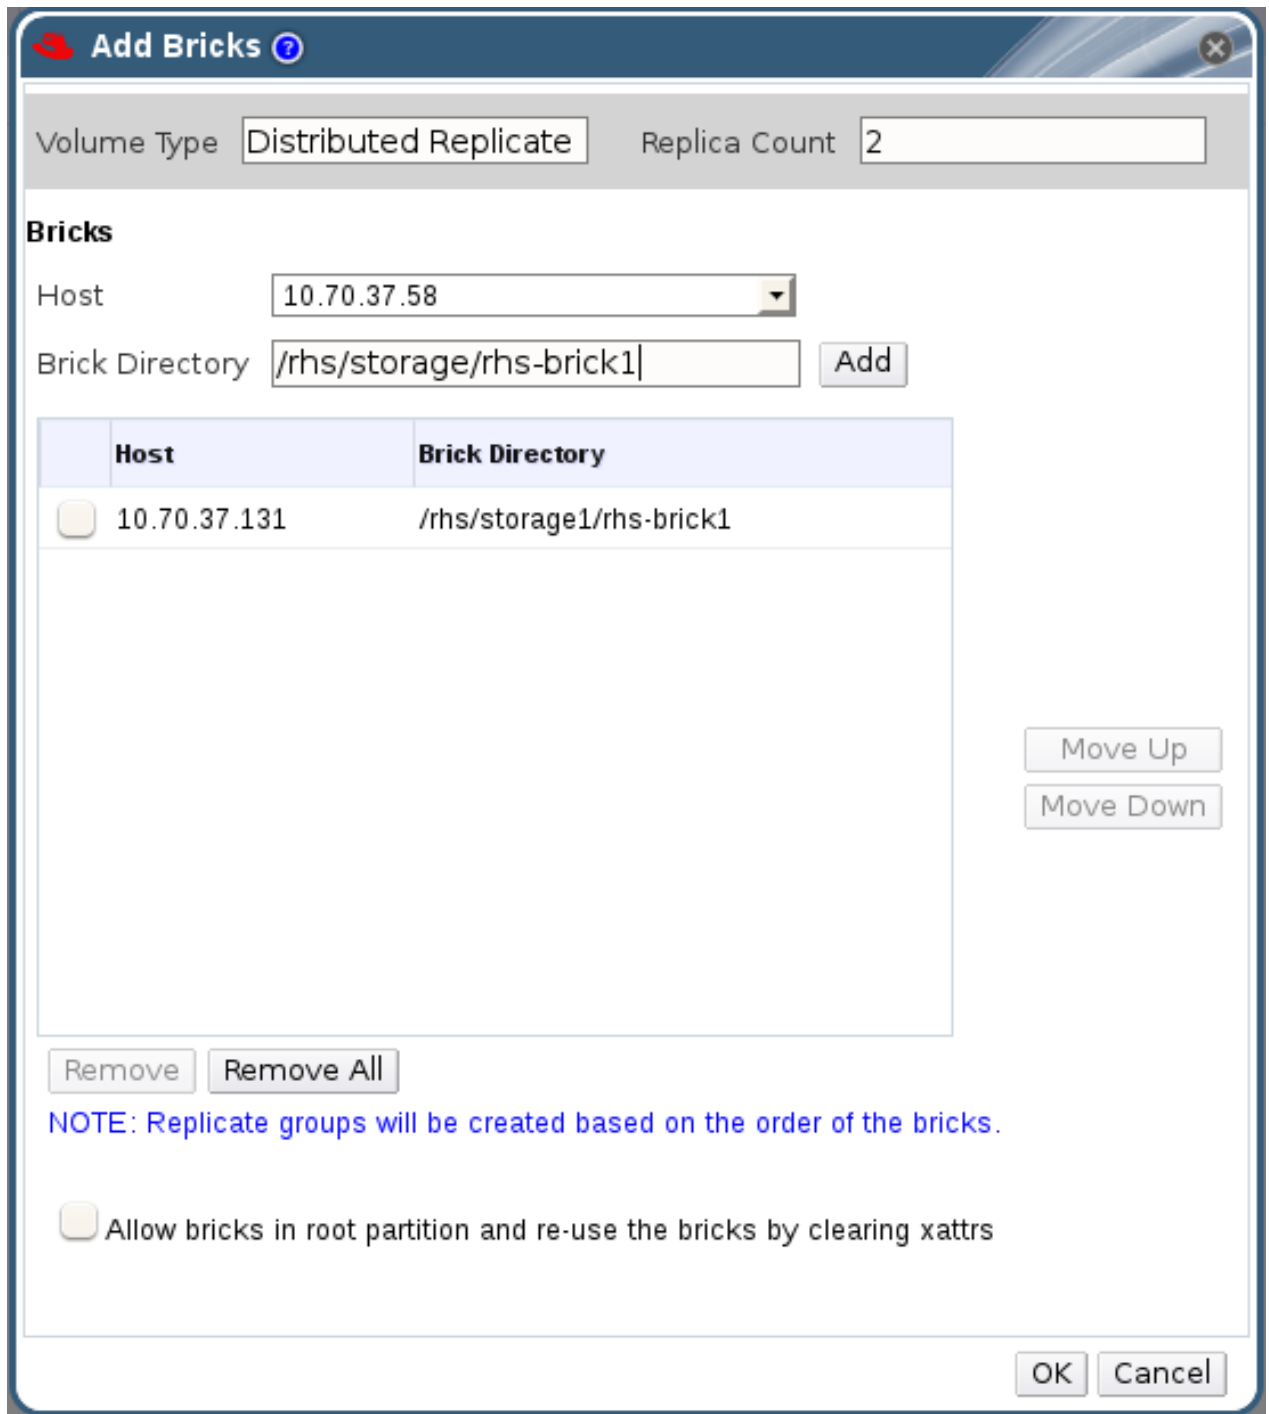 Add Bricks ?
Volume Type Distributed Replicate Replica Count 2
Bricks
Host 10.70.37.58
Brick Directory /rhs/storage/rhs-brick1 Add
Host Brick Directory
10.70.37.131 /rhs/storage1/rhs-brick1
Move Up
Move Down
Remove Remove All
NOTE: Replicate groups will be created based on the order of the bricks.
Allow bricks in root partition and re-use the bricks by clearing xattrs
OK Cancel